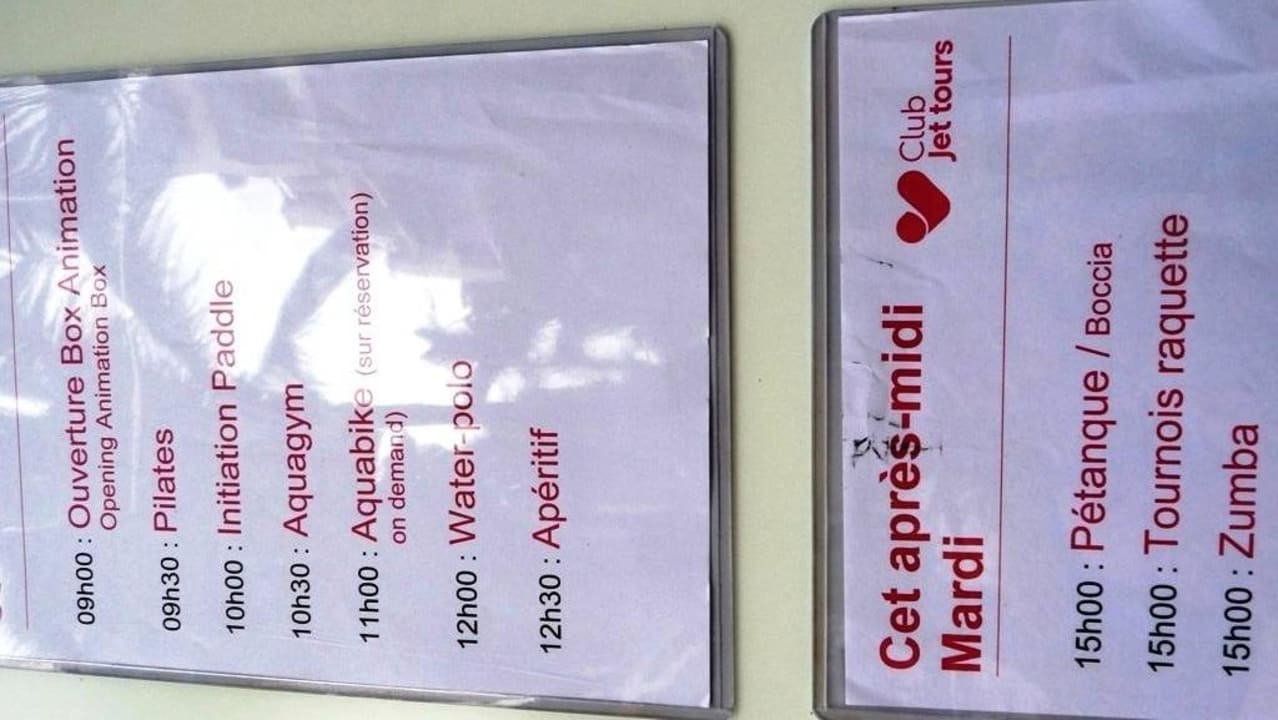 09h00 : Ouverture Box Animation
Opening Animation Box
09h30 : Pilates
10h00 : Initiation Paddle
10h30 : Aquagym
11h00 : Aquabike (sur réservation)
on demand)
12h00 : Water-polo
12h30 : Apéritif
Cet après-midi
Mardi
Club
Jet tours
15h00 : Pétanque / Boccia
15h00 : Tournois raquette
15h00 : Zumba